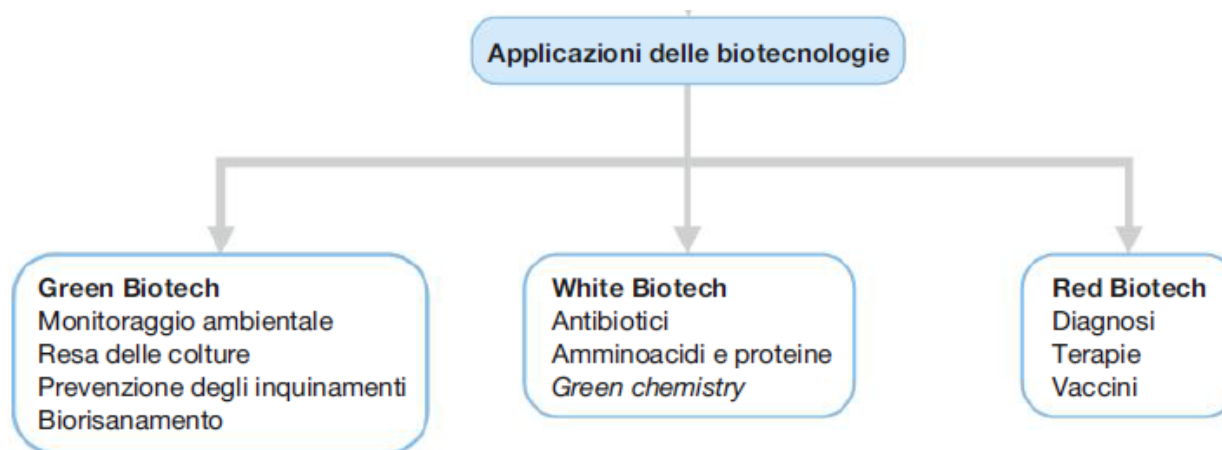 Applicazioni delle biotecnologie
Green Biotech
Monitoraggio ambientale
Resa delle colture
Prevenzione degli inquinamenti
Biorisanamento
White Biotech
Antibiotici
Amminoacidi e proteine
Green chemistry
Red Biotech
Diagnosi
Terapie
Vaccini